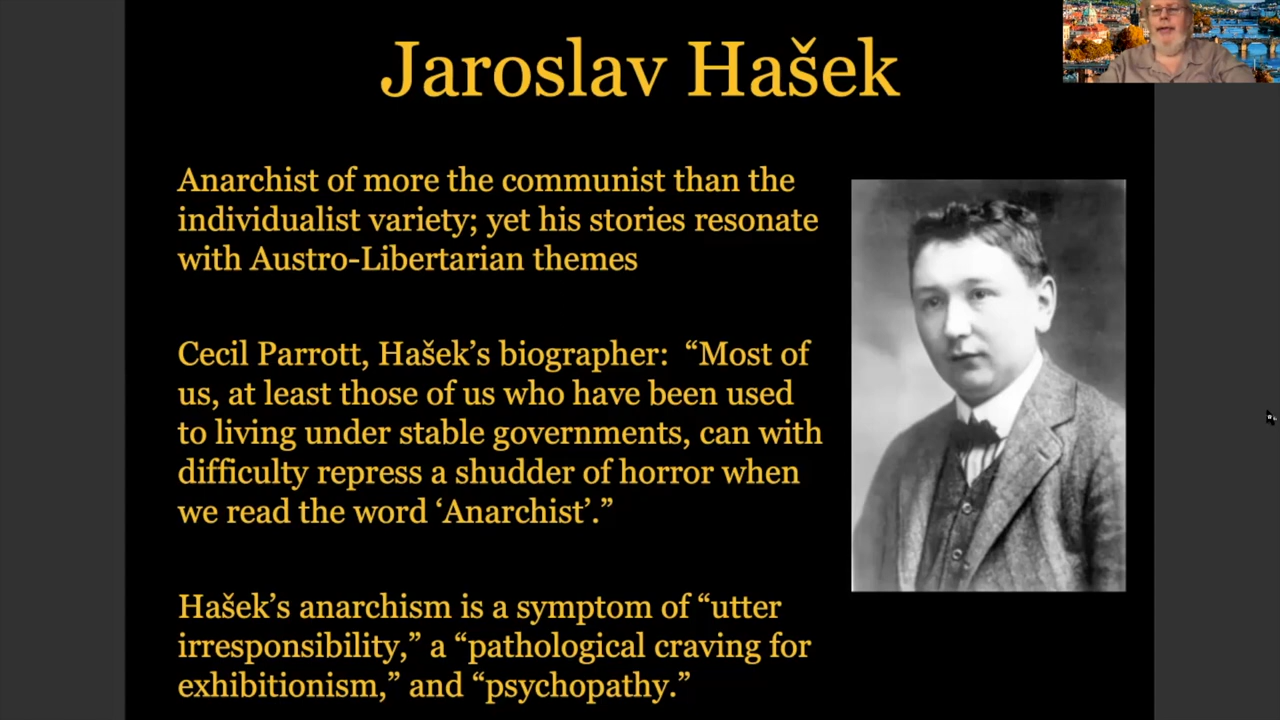 Jaroslav Hašek
Anarchist of more the communist than the
individualist variety; yet his stories resonate
with Austro-Libertarian themes
Cecil Parrott, Hašek’s biographer:  “Most of
us, at least those of us who have been used
to living under stable governments, can with
difficulty repress a shudder of horror when
we read the word ‘Anarchist’.”
Hašek’s anarchism is a symptom of “utter
irresponsibility,” a “pathological craving for
exhibitionism,” and “psychopathy.”